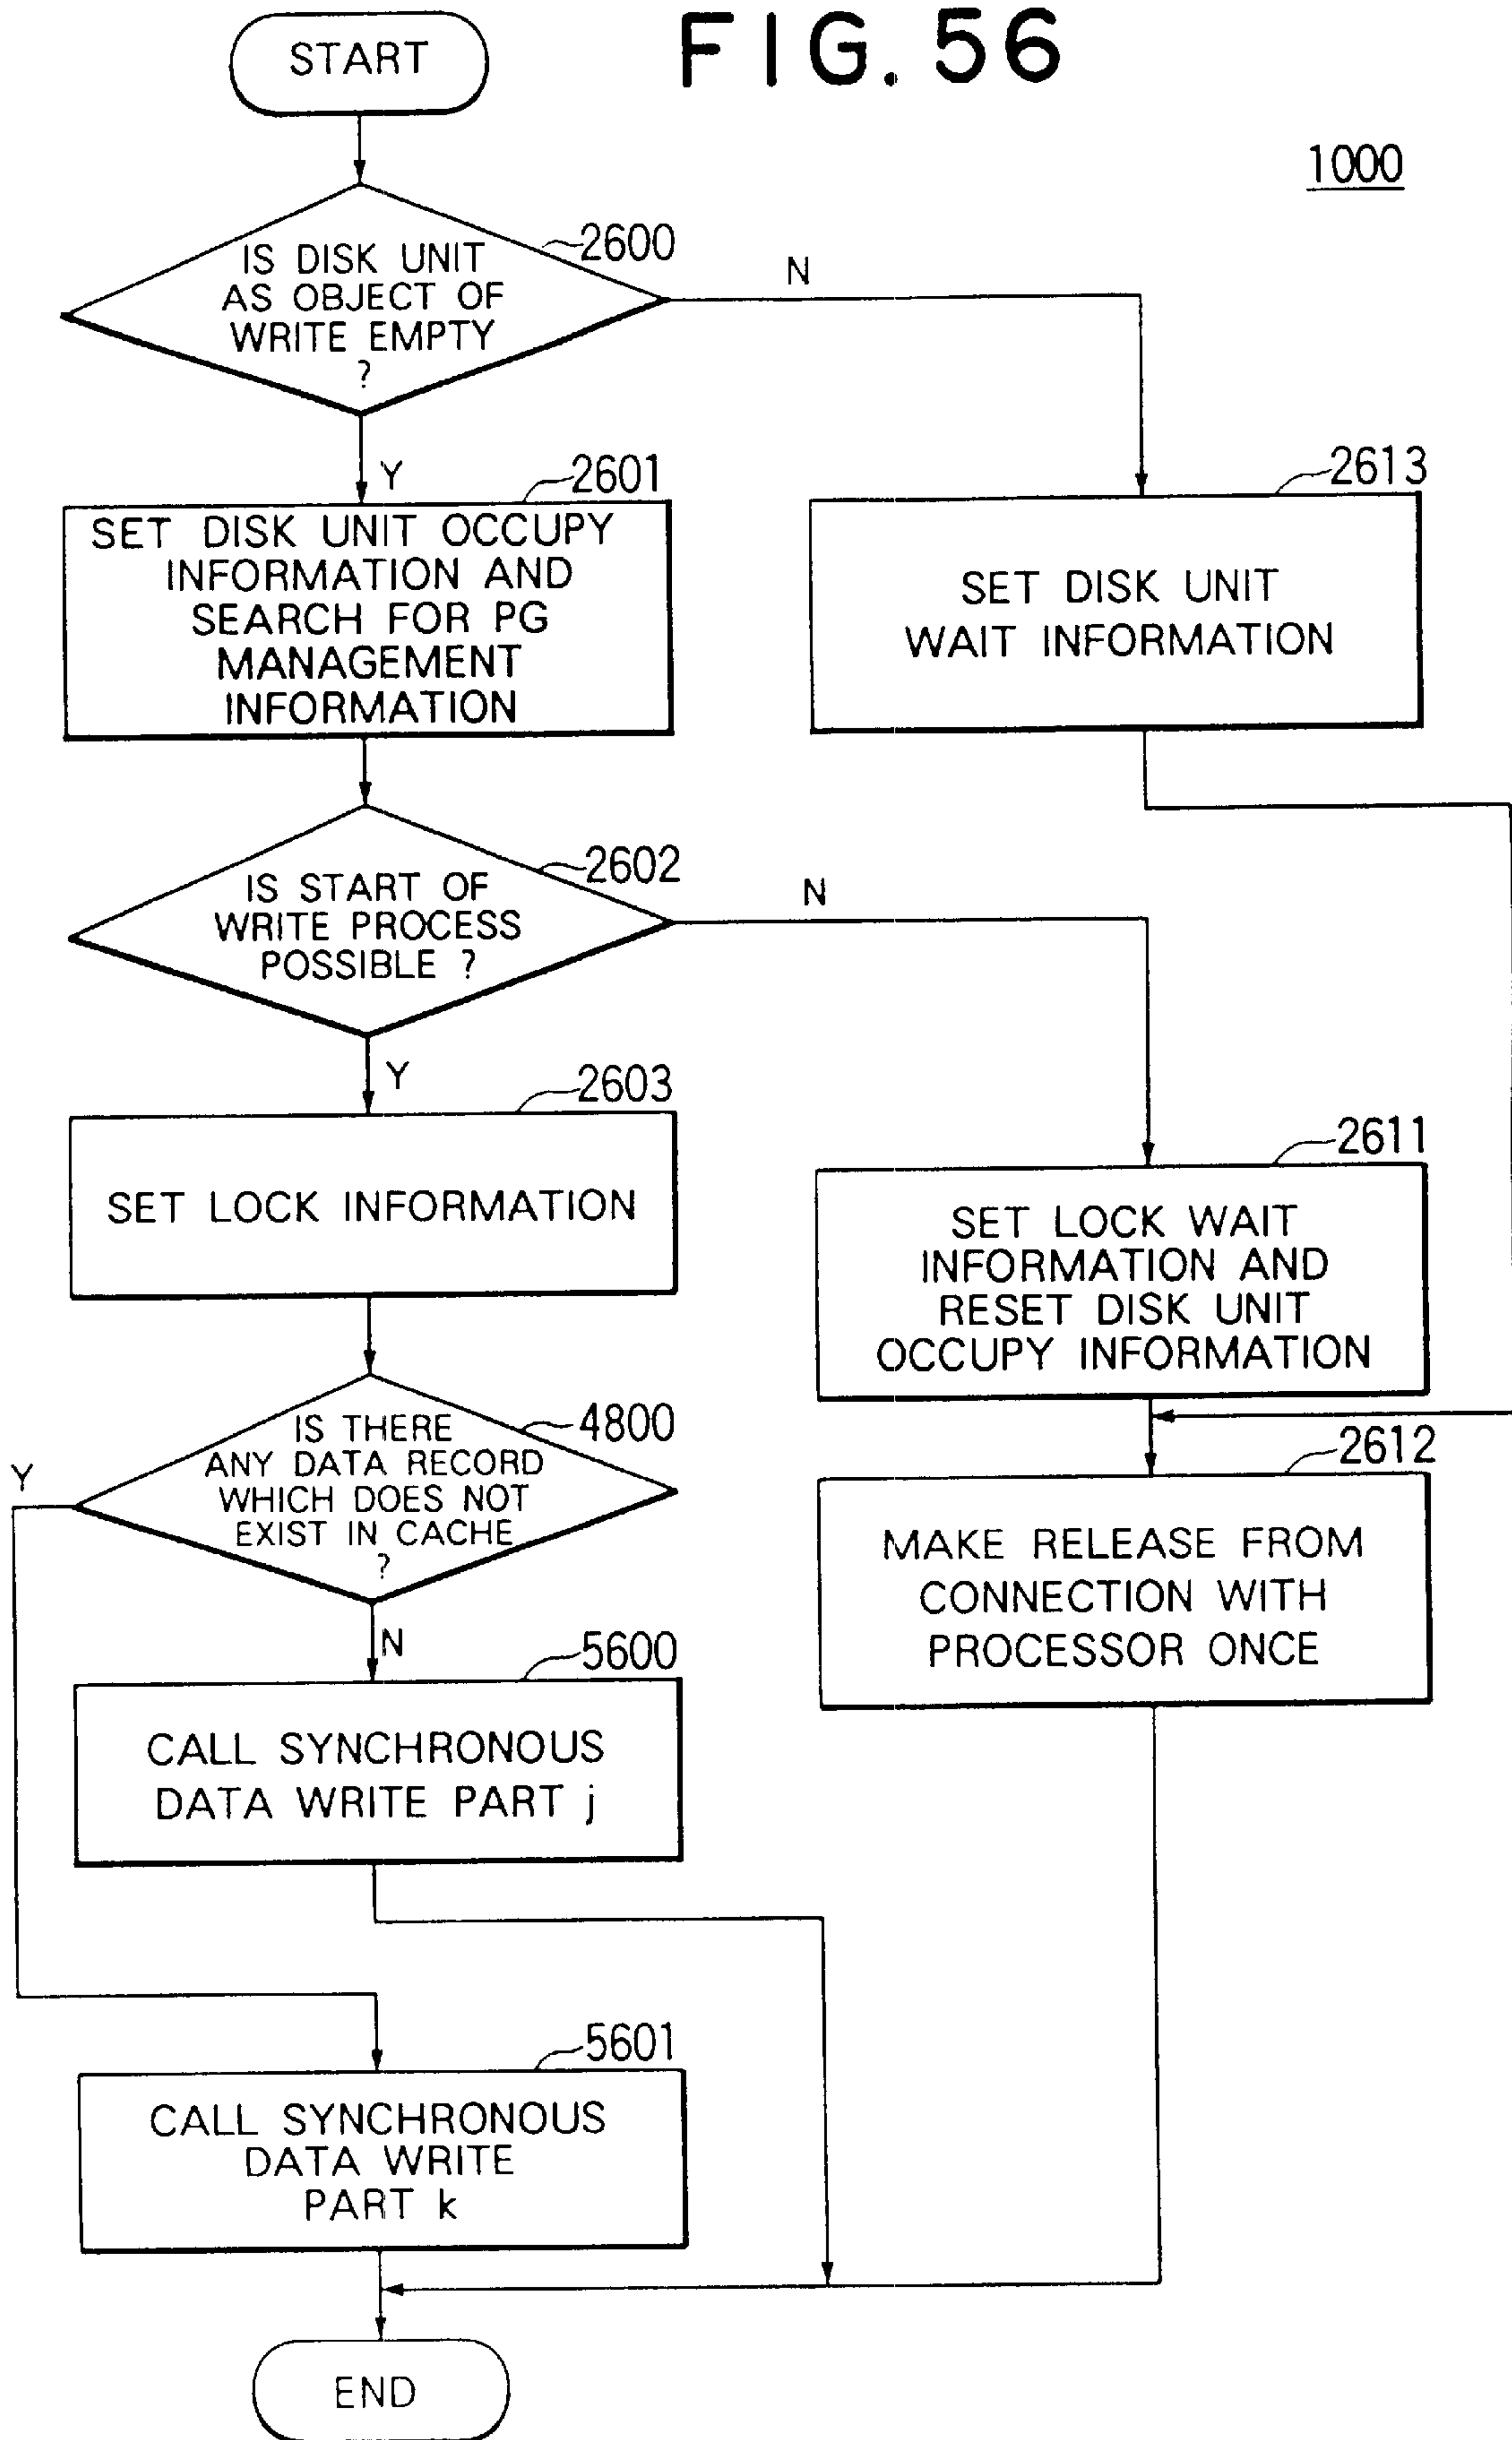 FIG. 56
START
1000
2600
IS DISK UNIT
AS OBJECT OF
WRITE EMPTY
?
N
Y
2601
SET DISK UNIT OCCUPY
INFORMATION AND
SEARCH FOR PG
MANAGEMENT
INFORMATION
2613
SET DISK UNIT
WAIT INFORMATION
2602
IS START OF
WRITE PROCESS
POSSIBLE ?
N
Y
2603
SET LOCK INFORMATION
2611
SET LOCK WAIT
INFORMATION AND
RESET DISK UNIT
OCCUPY INFORMATION
4800
IS THERE
ANY DATA RECORD
WHICH DOES NOT
EXIST IN CACHE
?
Y
N
2612
MAKE RELEASE FROM
CONNECTION WITH
PROCESSOR ONCE
5600
CALL SYNCHRONOUS
DATA WRITE PART j
5601
CALL SYNCHRONOUS
DATA WRITE
PART k
END